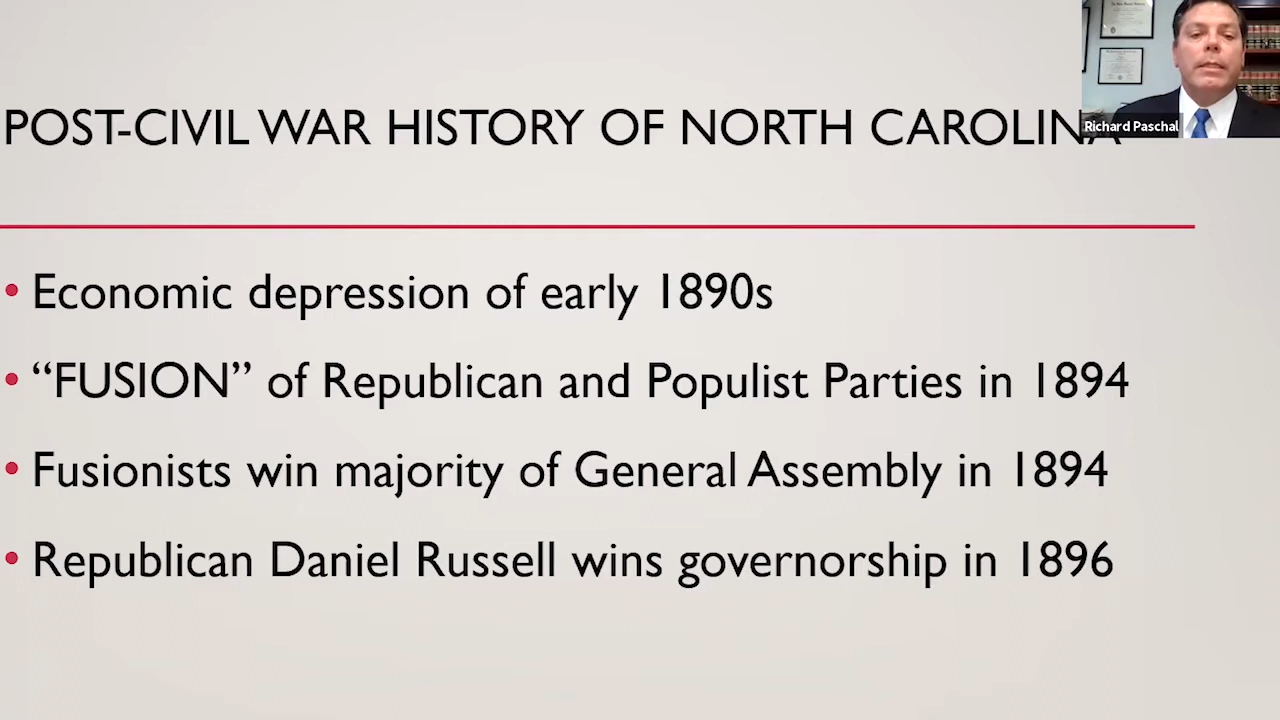 POST-CIVIL WAR HISTORY OF NORTH CAROLINA
Richard Paschal
• Economic depression of early 1890s
• “FUSION” of Republican and Populist Parties in 1894
• Fusionists win majority of General Assembly in 1894
• Republican Daniel Russell wins governorship in 1896